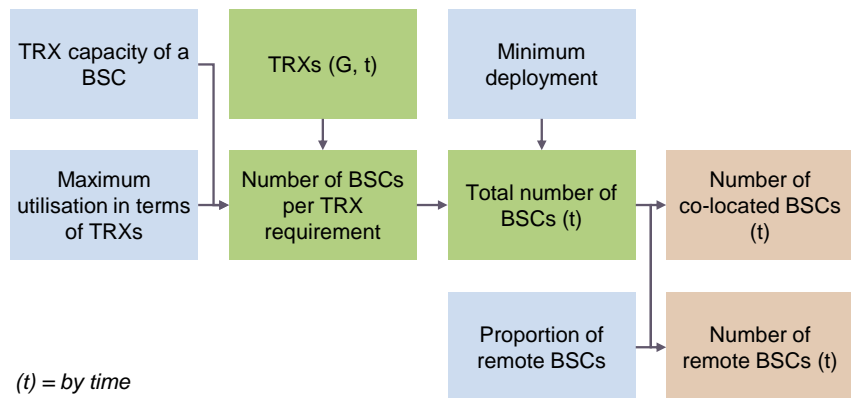 TRX capacity of a
BSC
TRXs (G, t)
Minimum
deployment
Maximum
utilisation in terms
of TRXs
Number of BSCs
per TRX
requirement
Total number of
BSCs (t)
Number of
co-located BSCs
(t)
Proportion of
remote BSCs
Number of
remote BSCs (t)
(t) = by time